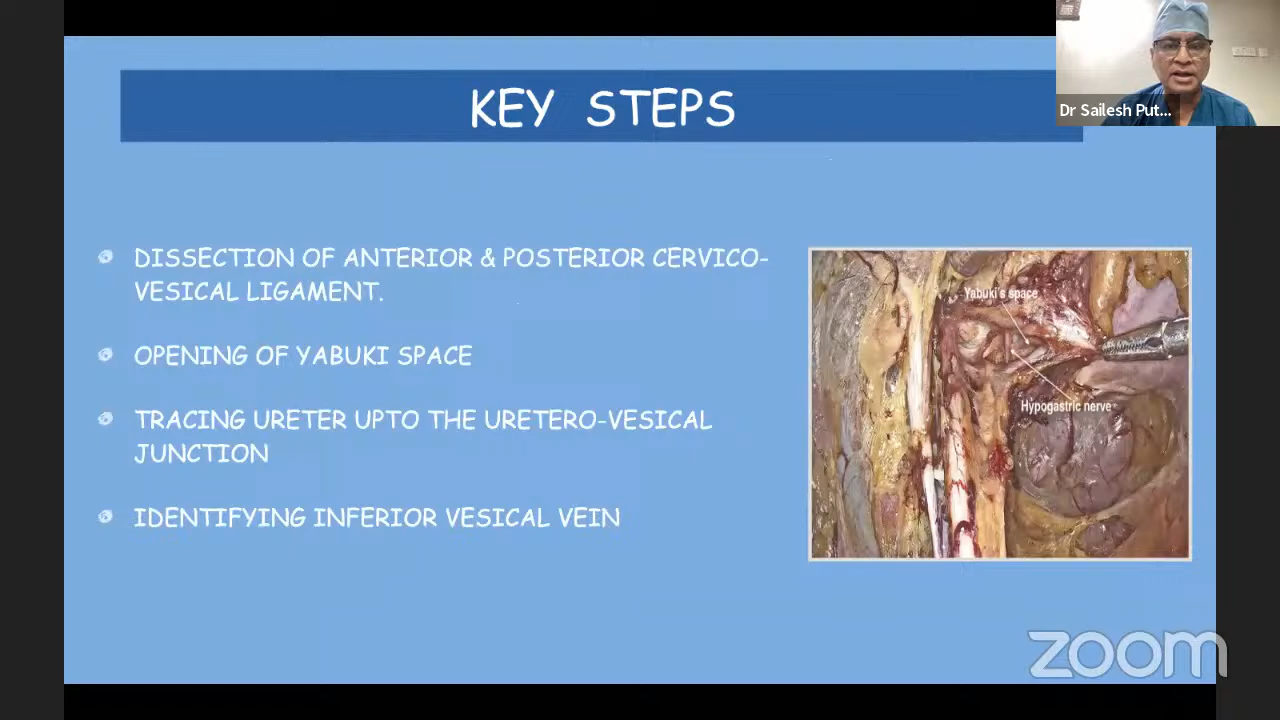 KEY STEPS
Dr Sailesh Put...
DISSECTION OF ANTERIOR & POSTERIOR CERVICO-
VESICAL LIGAMENT.
OPENING OF YABUKI SPACE
TRACING URETER UPTO THE URETERO-VESICAL
JUNCTION
IDENTIFYING INFERIOR VESICAL VEIN
Yabuki's space
Hypogastric nerve
zoom